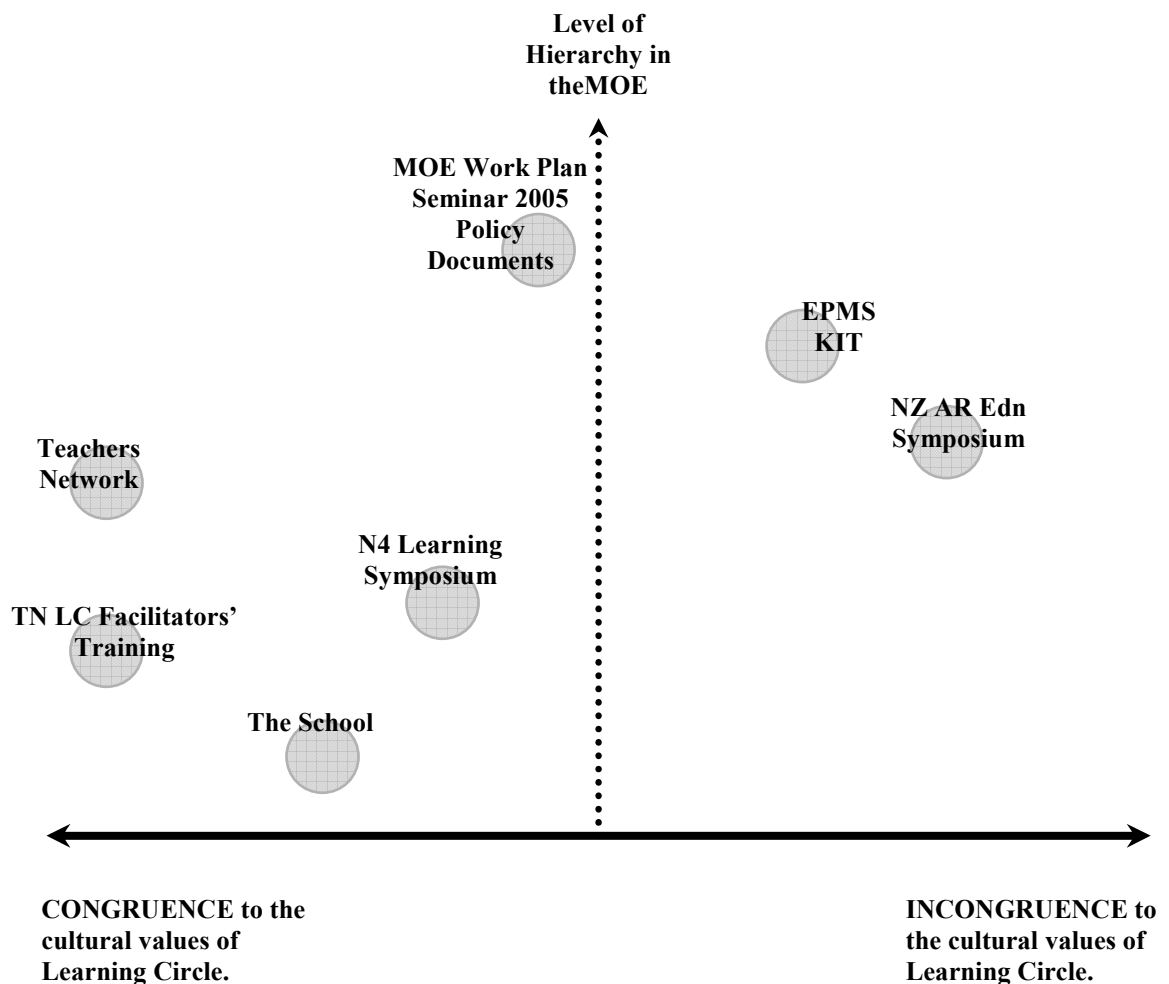 Level of
Hierarchy in
theMOE
MOE Work Plan
Seminar 2005
Policy
Documents
EPMS
KIT
NZ AR Edn
Symposium
Teachers
Network
N4 Learning
Symposium
TN LC Facilitators’
Training
The School
CONGRUENCE to the
cultural values of
Learning Circle.
INCONGRUENCE to
the cultural values of
Learning Circle.